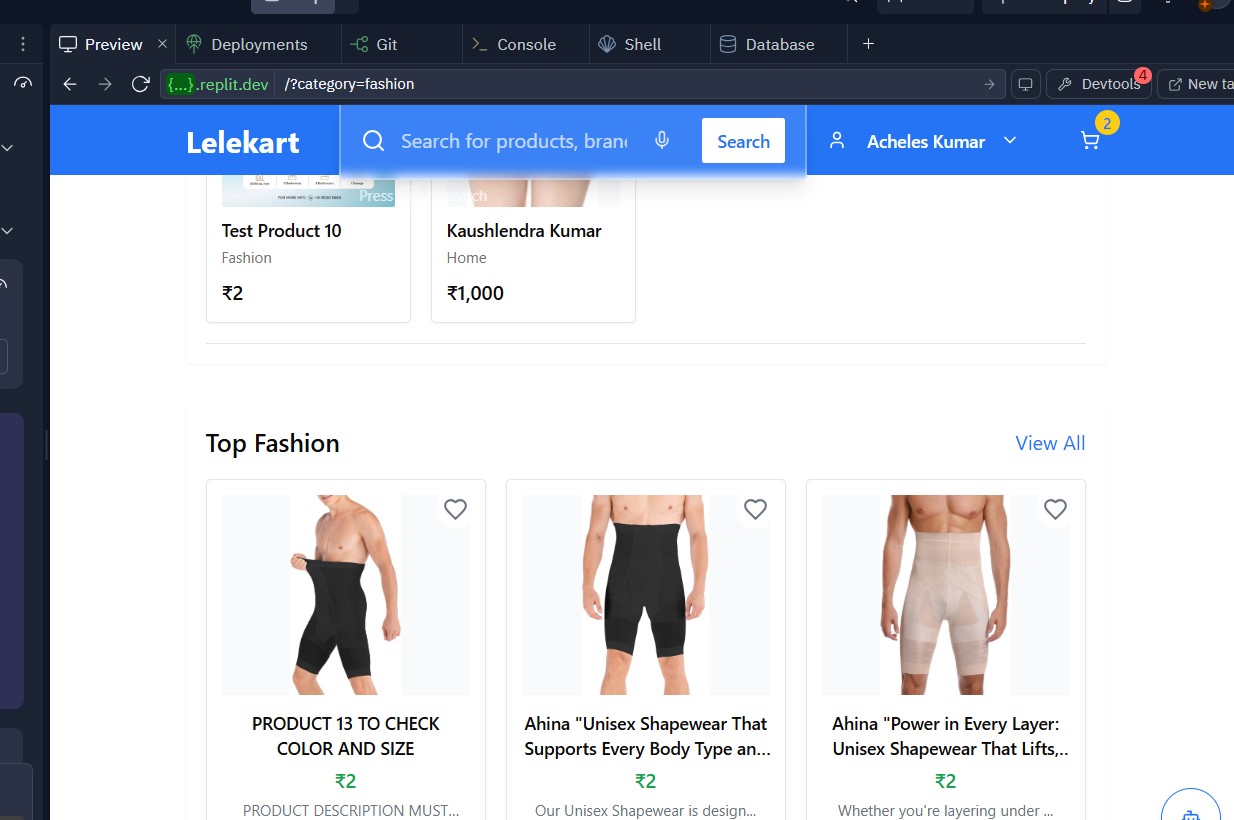 Preview
Deployments
Git
Console
Shell
Database
{...}.replit.dev
/?category=fashion
Devtools
4
New ta
Lelekart
Search for products, bran
Search
Acheles Kumar
2
Press
search
Test Product 10
Fashion
₹2
Kaushlendra Kumar
Home
₹1,000
Top Fashion
View All
PRODUCT 13 TO CHECK
COLOR AND SIZE
₹2
PRODUCT DESCRIPTION MUST...
Ahina "Unisex Shapewear That
Supports Every Body Type an...
₹2
Our Unisex Shapewear is design...
Ahina "Power in Every Layer:
Unisex Shapewear That Lifts,..
₹2
Whether you're layering under ...